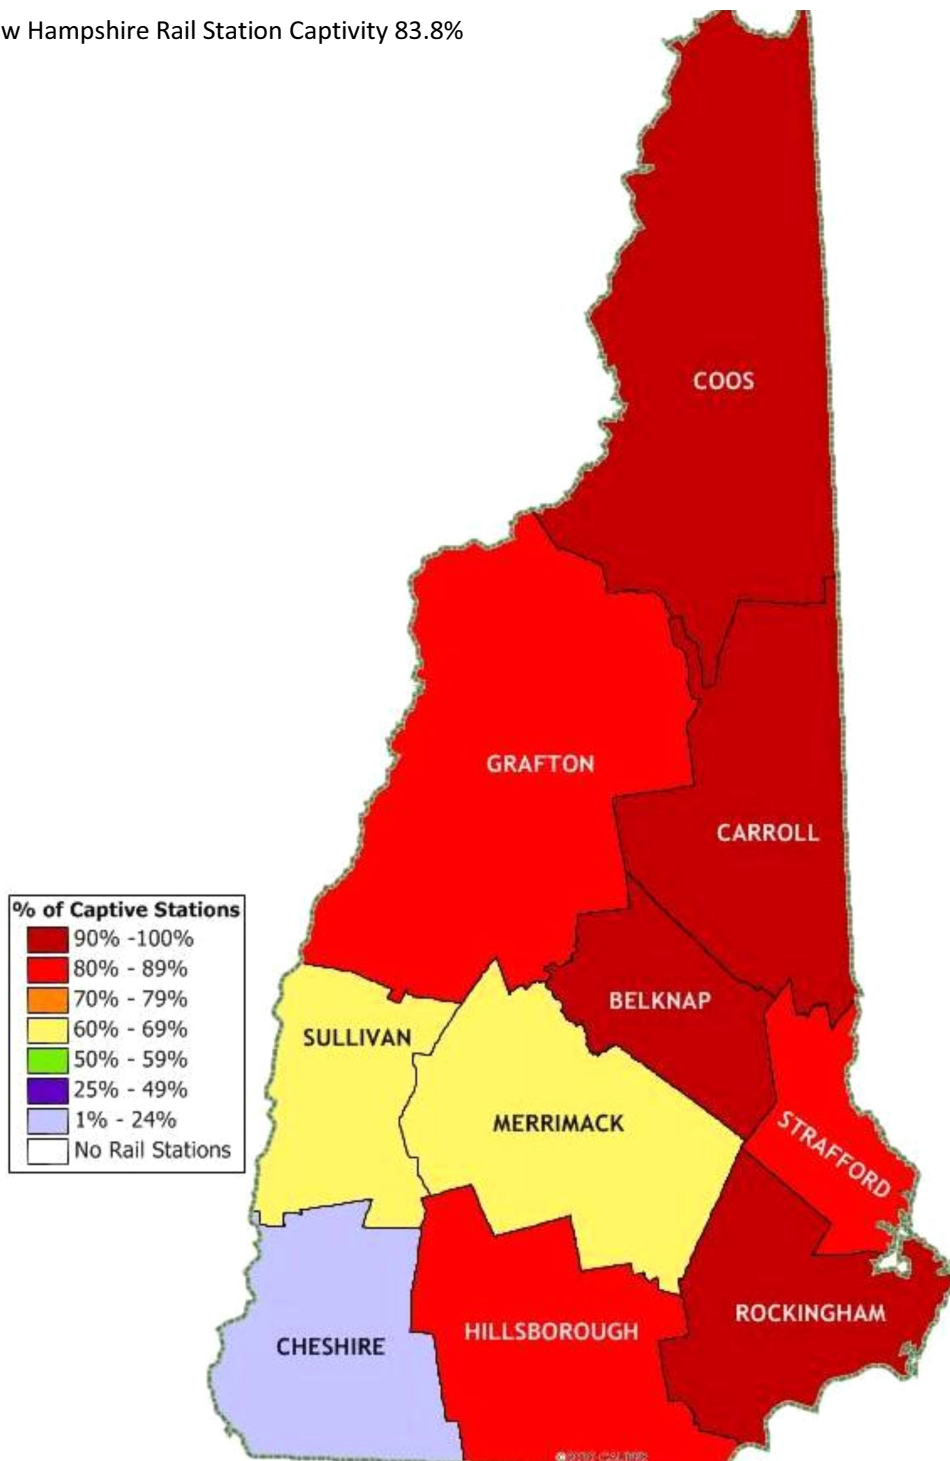 w Hampshire Rail Station Captivity 83.8%
COOS
GRAFTON
CARROLL
% of Captive Stations
90% -100%
80% - 89%
70% - 79%
60% - 69%
50% - 59%
25% - 49%
1% - 24%
No Rail Stations
BELKNAP
SULLIVAN
MERRIMACK
STRAFFORD
ROCKINGHAM
HILLSBOROUGH
CHESHIRE